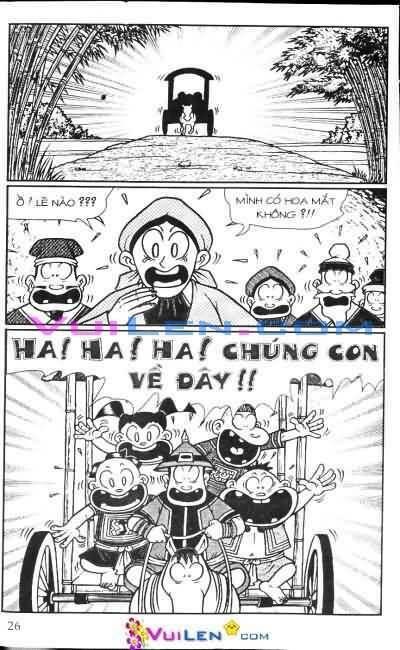 Ồ! LẼ NÀO ???
MÌNH CÓ HOA MẮT
KHÔNG ?!!
VUILEN.COM
HA! HA! HA! CHÚNG CON
VỀ ĐÂY!!
26
VUILEN.COM